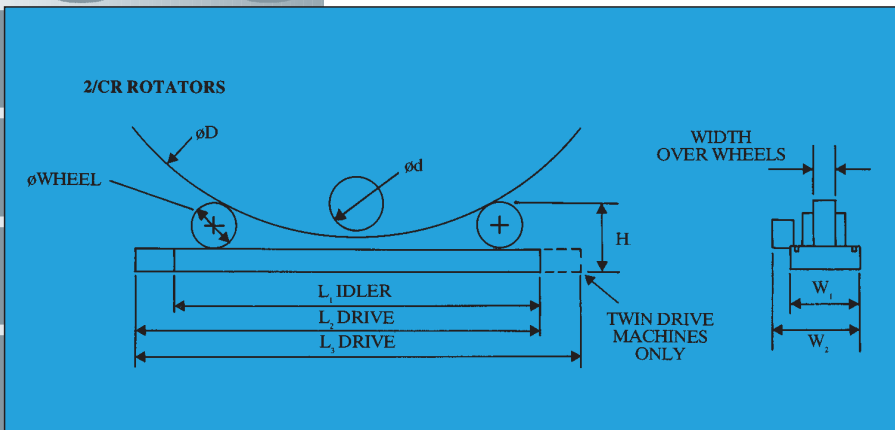 2/CR ROTATORS
øD
øWHEEL
ød
WIDTH
OVER WHEELS
H
L₁ IDLER
L₂ DRIVE
L₃ DRIVE
TWIN DRIVE
MACHINES
ONLY
W₁
W₂